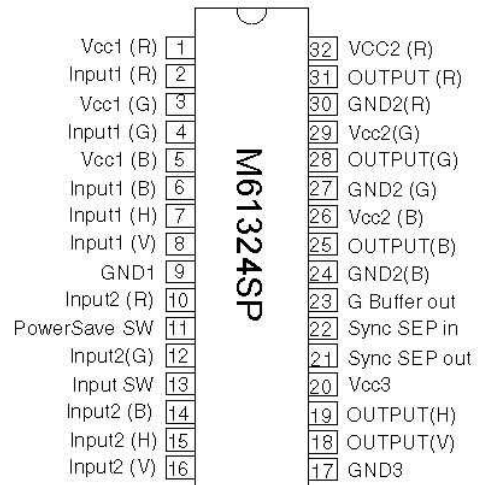 Vcc1 (R) 1
Input1 (R) 2
Vcc1 (G) 3
Input1 (G) 4
Vcc1 (B) 5
Input1 (B) 6
Input1 (H) 7
Input1 (V) 8
GND1 9
Input2 (R) 10
PowerSave SW 11
Input2(G) 12
Input SW 13
Input2 (B) 14
Input2 (H) 15
Input2 (V) 16
M61324SP
32 VCC2 (R)
31 OUTPUT (R)
30 GND2(R)
29 Vcc2(G)
28 OUTPUT(G)
27 GND2 (G)
26 Vcc2 (B)
25 OUTPUT(B)
24 GND2(B)
23 G Buffer out
22 Sync SEP in
21 Sync SEP out
20 Vcc3
19 OUTPUT(H)
18 OUTPUT(V)
17 GND3